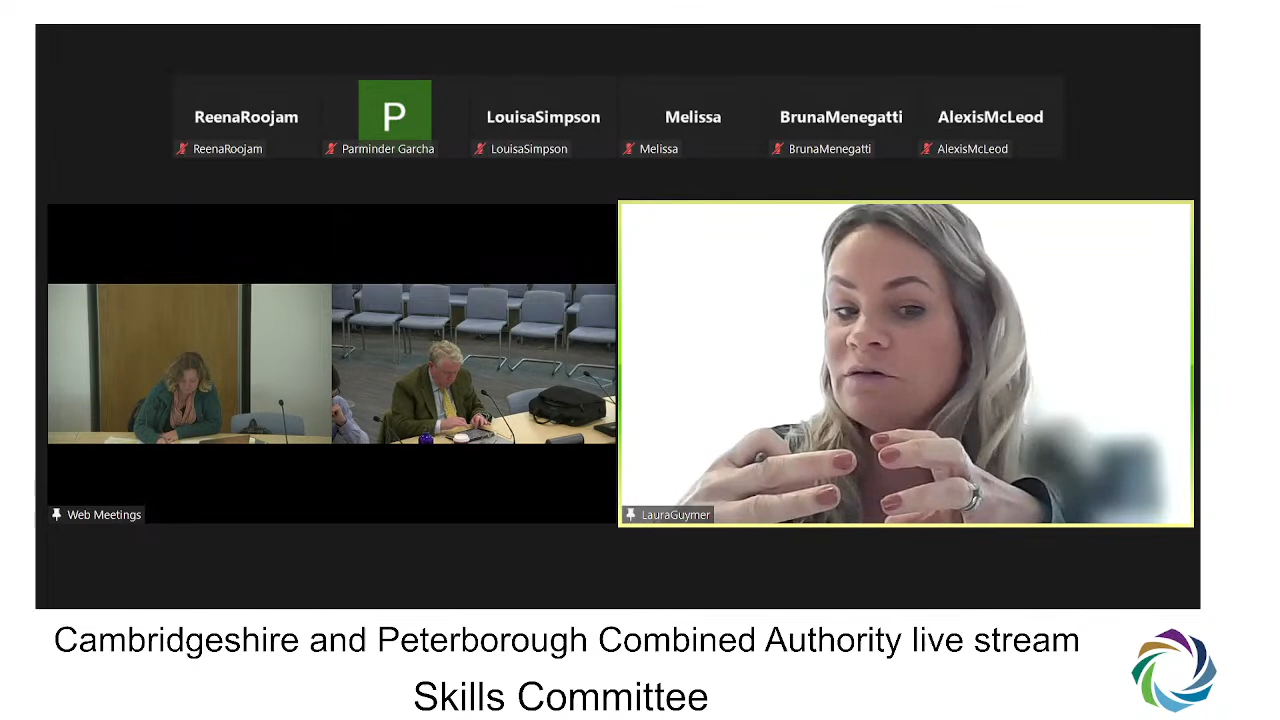 ReenaRoojam
P
LouisaSimpson
Melissa
BrunaMenegatti
AlexisMcLeod
ReenaRoojam
Parminder Garcha
LouisaSimpson
Melissa
BrunaMenegatti
AlexisMcLeod
Web Meetings
LauraGuymer
Cambridgeshire and Peterborough Combined Authority live stream
Skills Committee